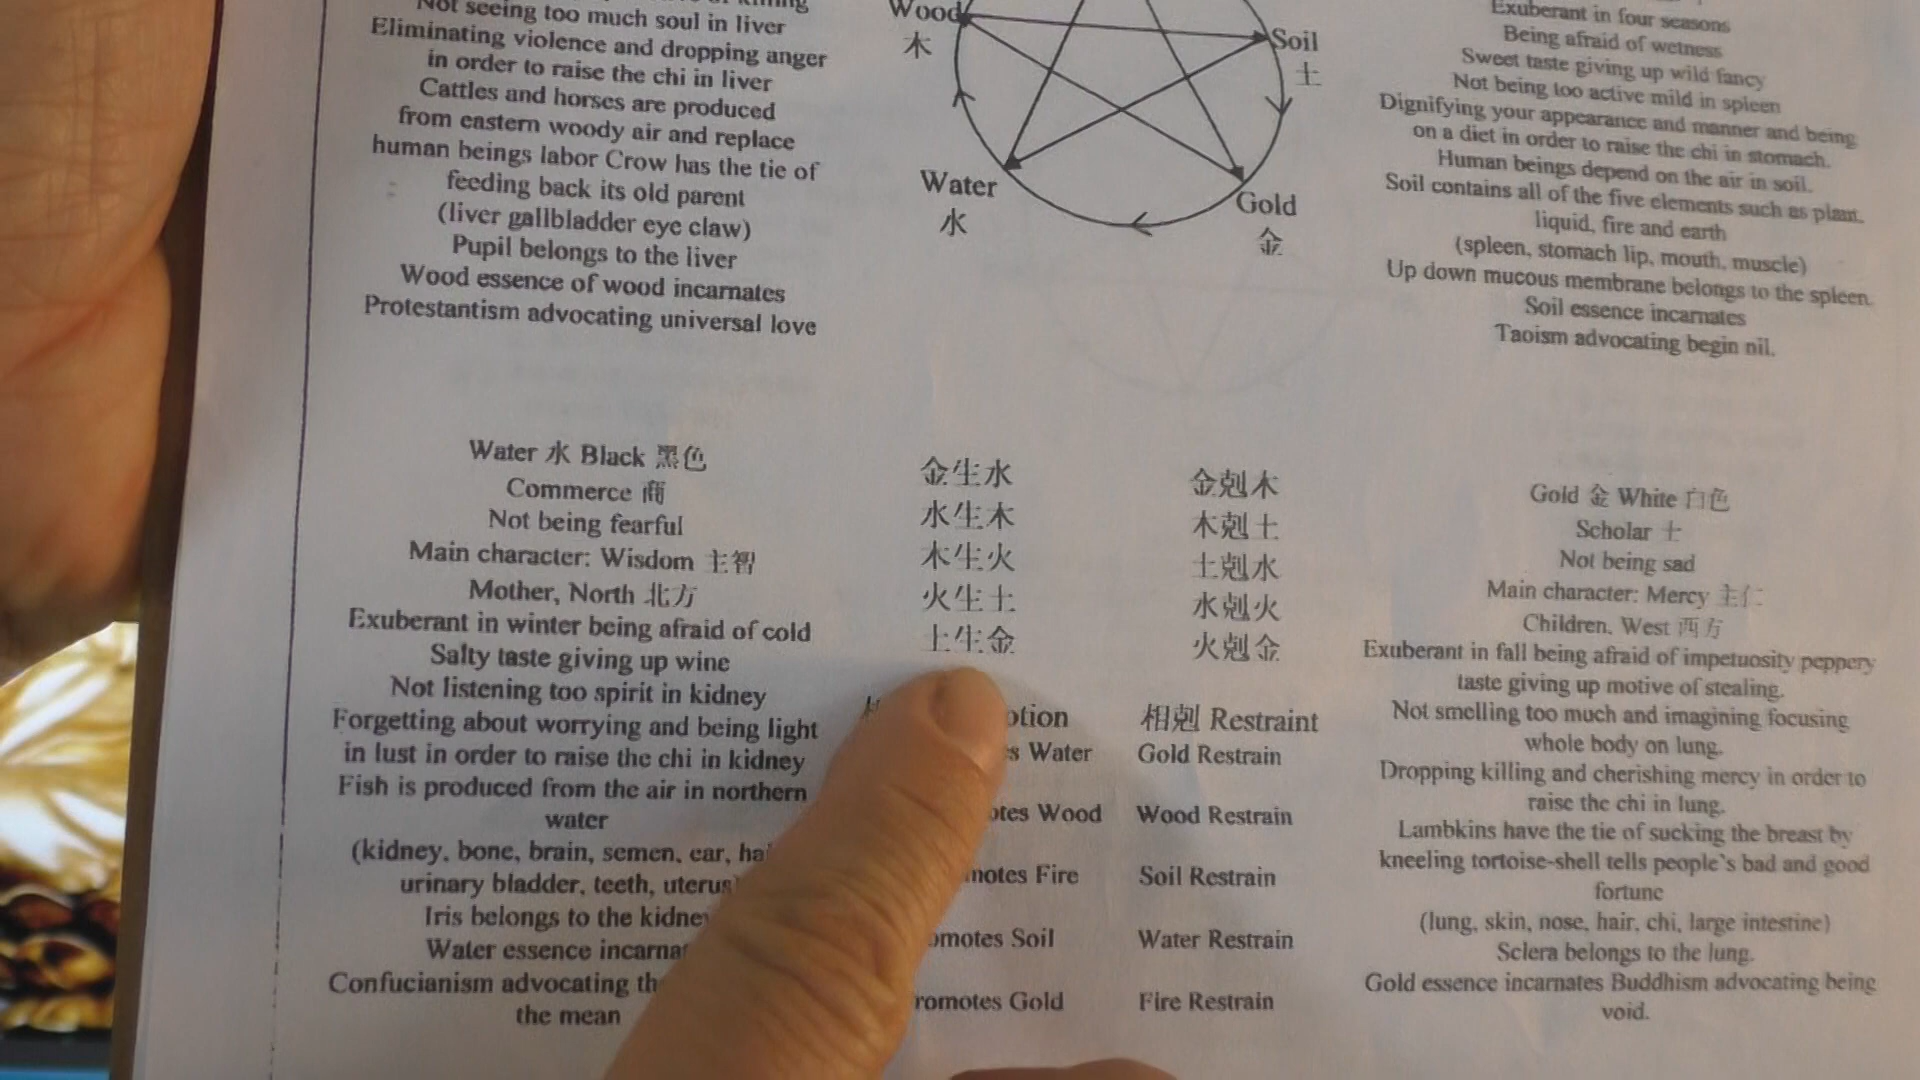 Not seeing too much soul in liver
Eliminating violence and dropping anger
in order to raise the chi in liver
Cattles and horses are produced
from eastern woody air and replace
human beings labor Crow has the tie of
feeding back its old parent
(liver gallbladder eye claw)
Pupil belongs to the liver
Wood essence of wood incarnates
Protestantism advocating universal love
Wood
木
Soil
土
Water
水
Gold
金
Exuberant in four seasons
Being afraid of wetness
Sweet taste giving up wild fancy
Not being too active mild in spleen
Dignifying your appearance and manner and being
on a diet in order to raise the chi in stomach.
Human beings depend on the air in soil.
Soil contains all of the five elements such as plant,
liquid, fire and earth
(spleen, stomach lip, mouth, muscle)
Up down mucous membrane belongs to the spleen.
Soil essence incarnates
Taoism advocating begin nil.
Water 水 Black 黑色
Commerce 商
Not being fearful
Main character: Wisdom 主智
Mother, North 北方
Exuberant in winter being afraid of cold
Salty taste giving up wine
Not listening too spirit in kidney
Forgetting about worrying and being light
in lust in order to raise the chi in kidney
Fish is produced from the air in northern
water
(kidney, bone, brain, semen, ear,
urinary bladder, teeth, uterus
Iris belongs to the
Water essence
Confucianism advocating
the mean
金生水
水生木
木生火
火生土
土生金
Water
Wood
Fire
Soil
Gold
金剋木
木剋土
土剋水
水剋火
火剋金
相剋 Restraint
Gold Restrain
Wood Restrain
Soil Restrain
Water Restrain
Fire Restrain
Gold 金 White 白色
Scholar 士
Not being sad
Main character: Mercy 主仁
Children, West 西方
Exuberant in fall being afraid of impetuosity peppery
taste giving up motive of stealing.
Not smelling too much and imagining focusing
whole body on lung.
Dropping killing and cherishing mercy in order to
raise the chi in lung.
Lambkins have the tie of sucking the breast by
kneeling tortoise-shell tells people's bad and good
fortune
(lung, skin, nose, hair, chi, large intestine)
Sclera belongs to the lung.
Gold essence incarnates Buddhism advocating being
void.